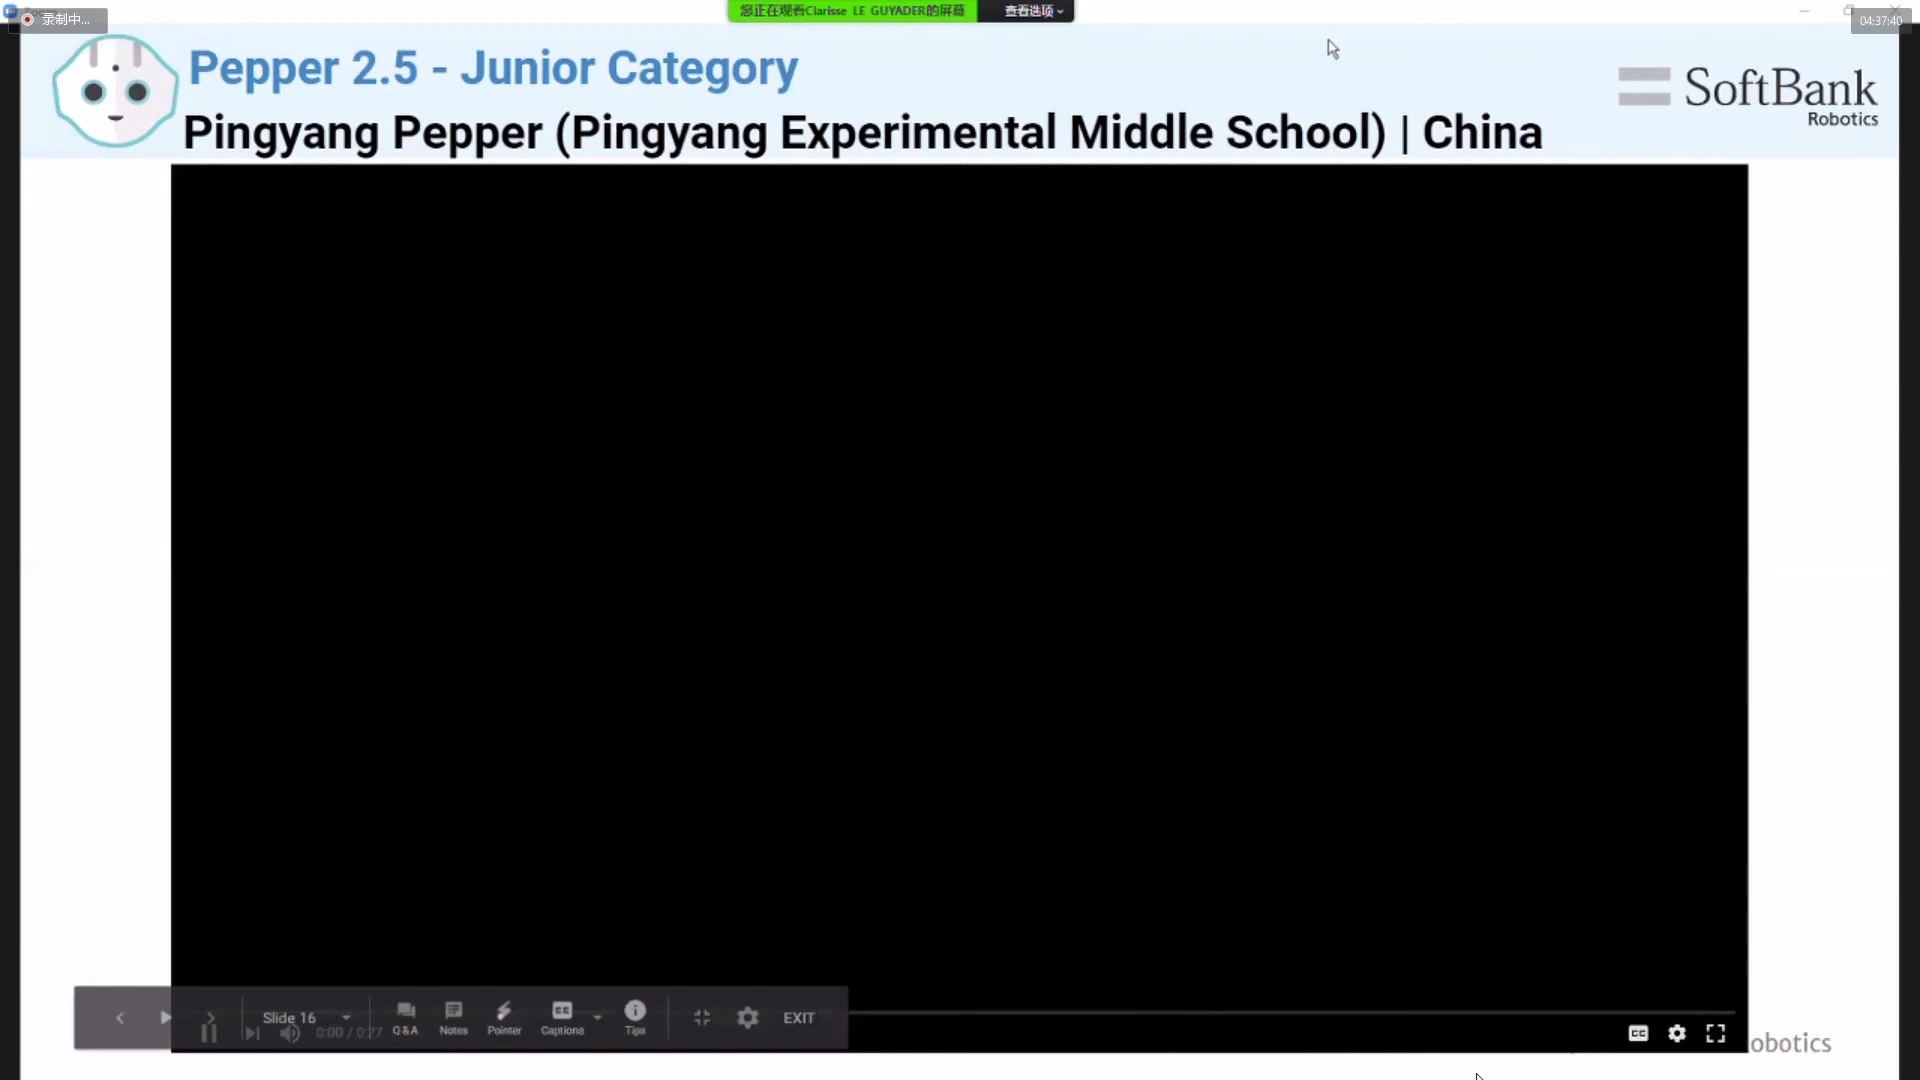 录制中...
您正在观看Clarisse LE GUYADER的屏幕
查看选项
04:37:40
Pepper 2.5 - Junior Category
SoftBank
Robotics
Pingyang Pepper (Pingyang Experimental Middle School) | China
Slide 16
0:00 / 0:27
Q&A
Notes
Pointer
Captions
Tips
EXIT
obotics